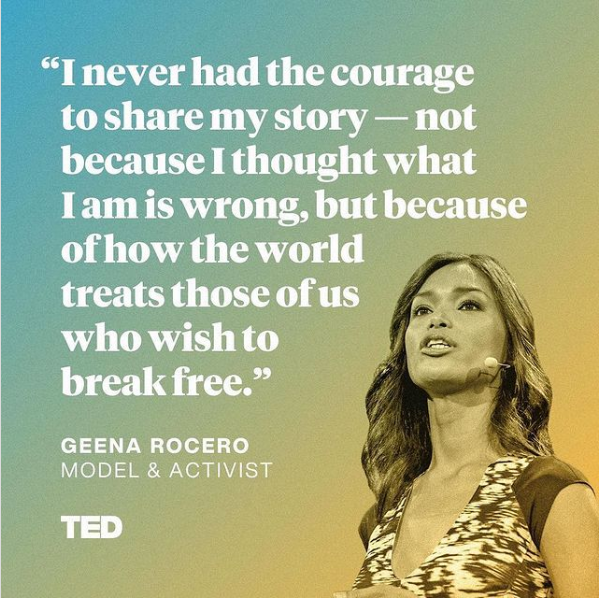 “I never had the courage
to share my story — not
because I thought what
I am is wrong, but because
of how the world
treats those of us
who wish to
break free.”
GEENA ROCERO
MODEL & ACTIVIST
TED